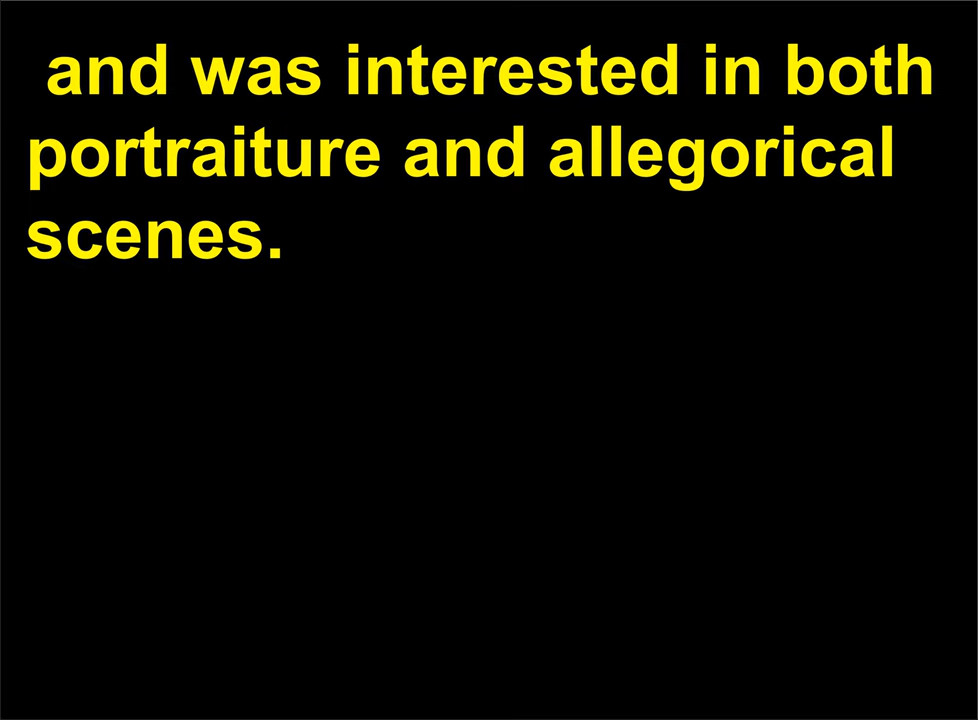 and was interested in both
portraiture and allegorical
scenes.